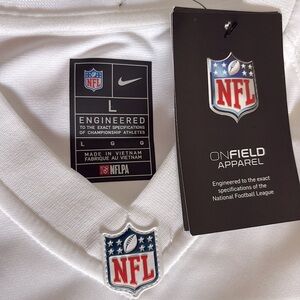 NFL
L
ENGINEERED
TO THE EXACT SPECIFICATIONS
OF CHAMPIONSHIP ATHLETES
L G G
MADE IN VIETNAM
FABRIQUÉ AU VIETNAM
NFLPA
NFL
ONFIELD
APPAREL
Engineered to the exact
specifications of the
National Football League.
NFL